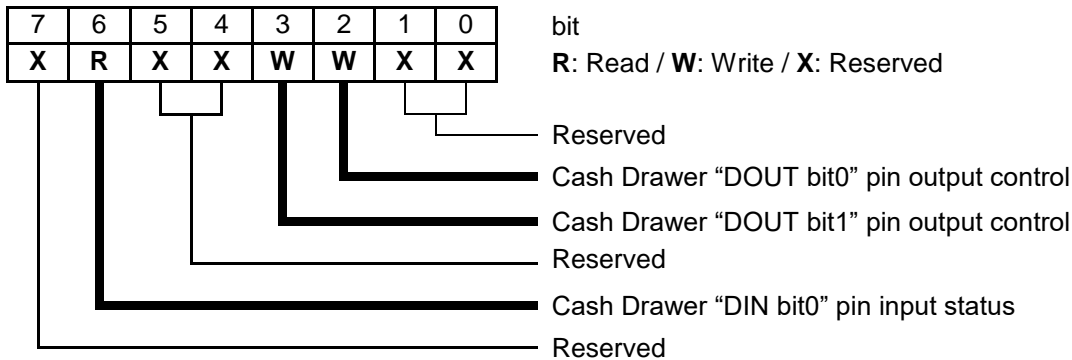 7 6 5 4 3 2 1 0 bit
X R X X W W X X R: Read / W: Write / X: Reserved
Reserved
Cash Drawer “DOUT bit0” pin output control
Cash Drawer “DOUT bit1” pin output control
Reserved
Cash Drawer “DIN bit0” pin input status
Reserved